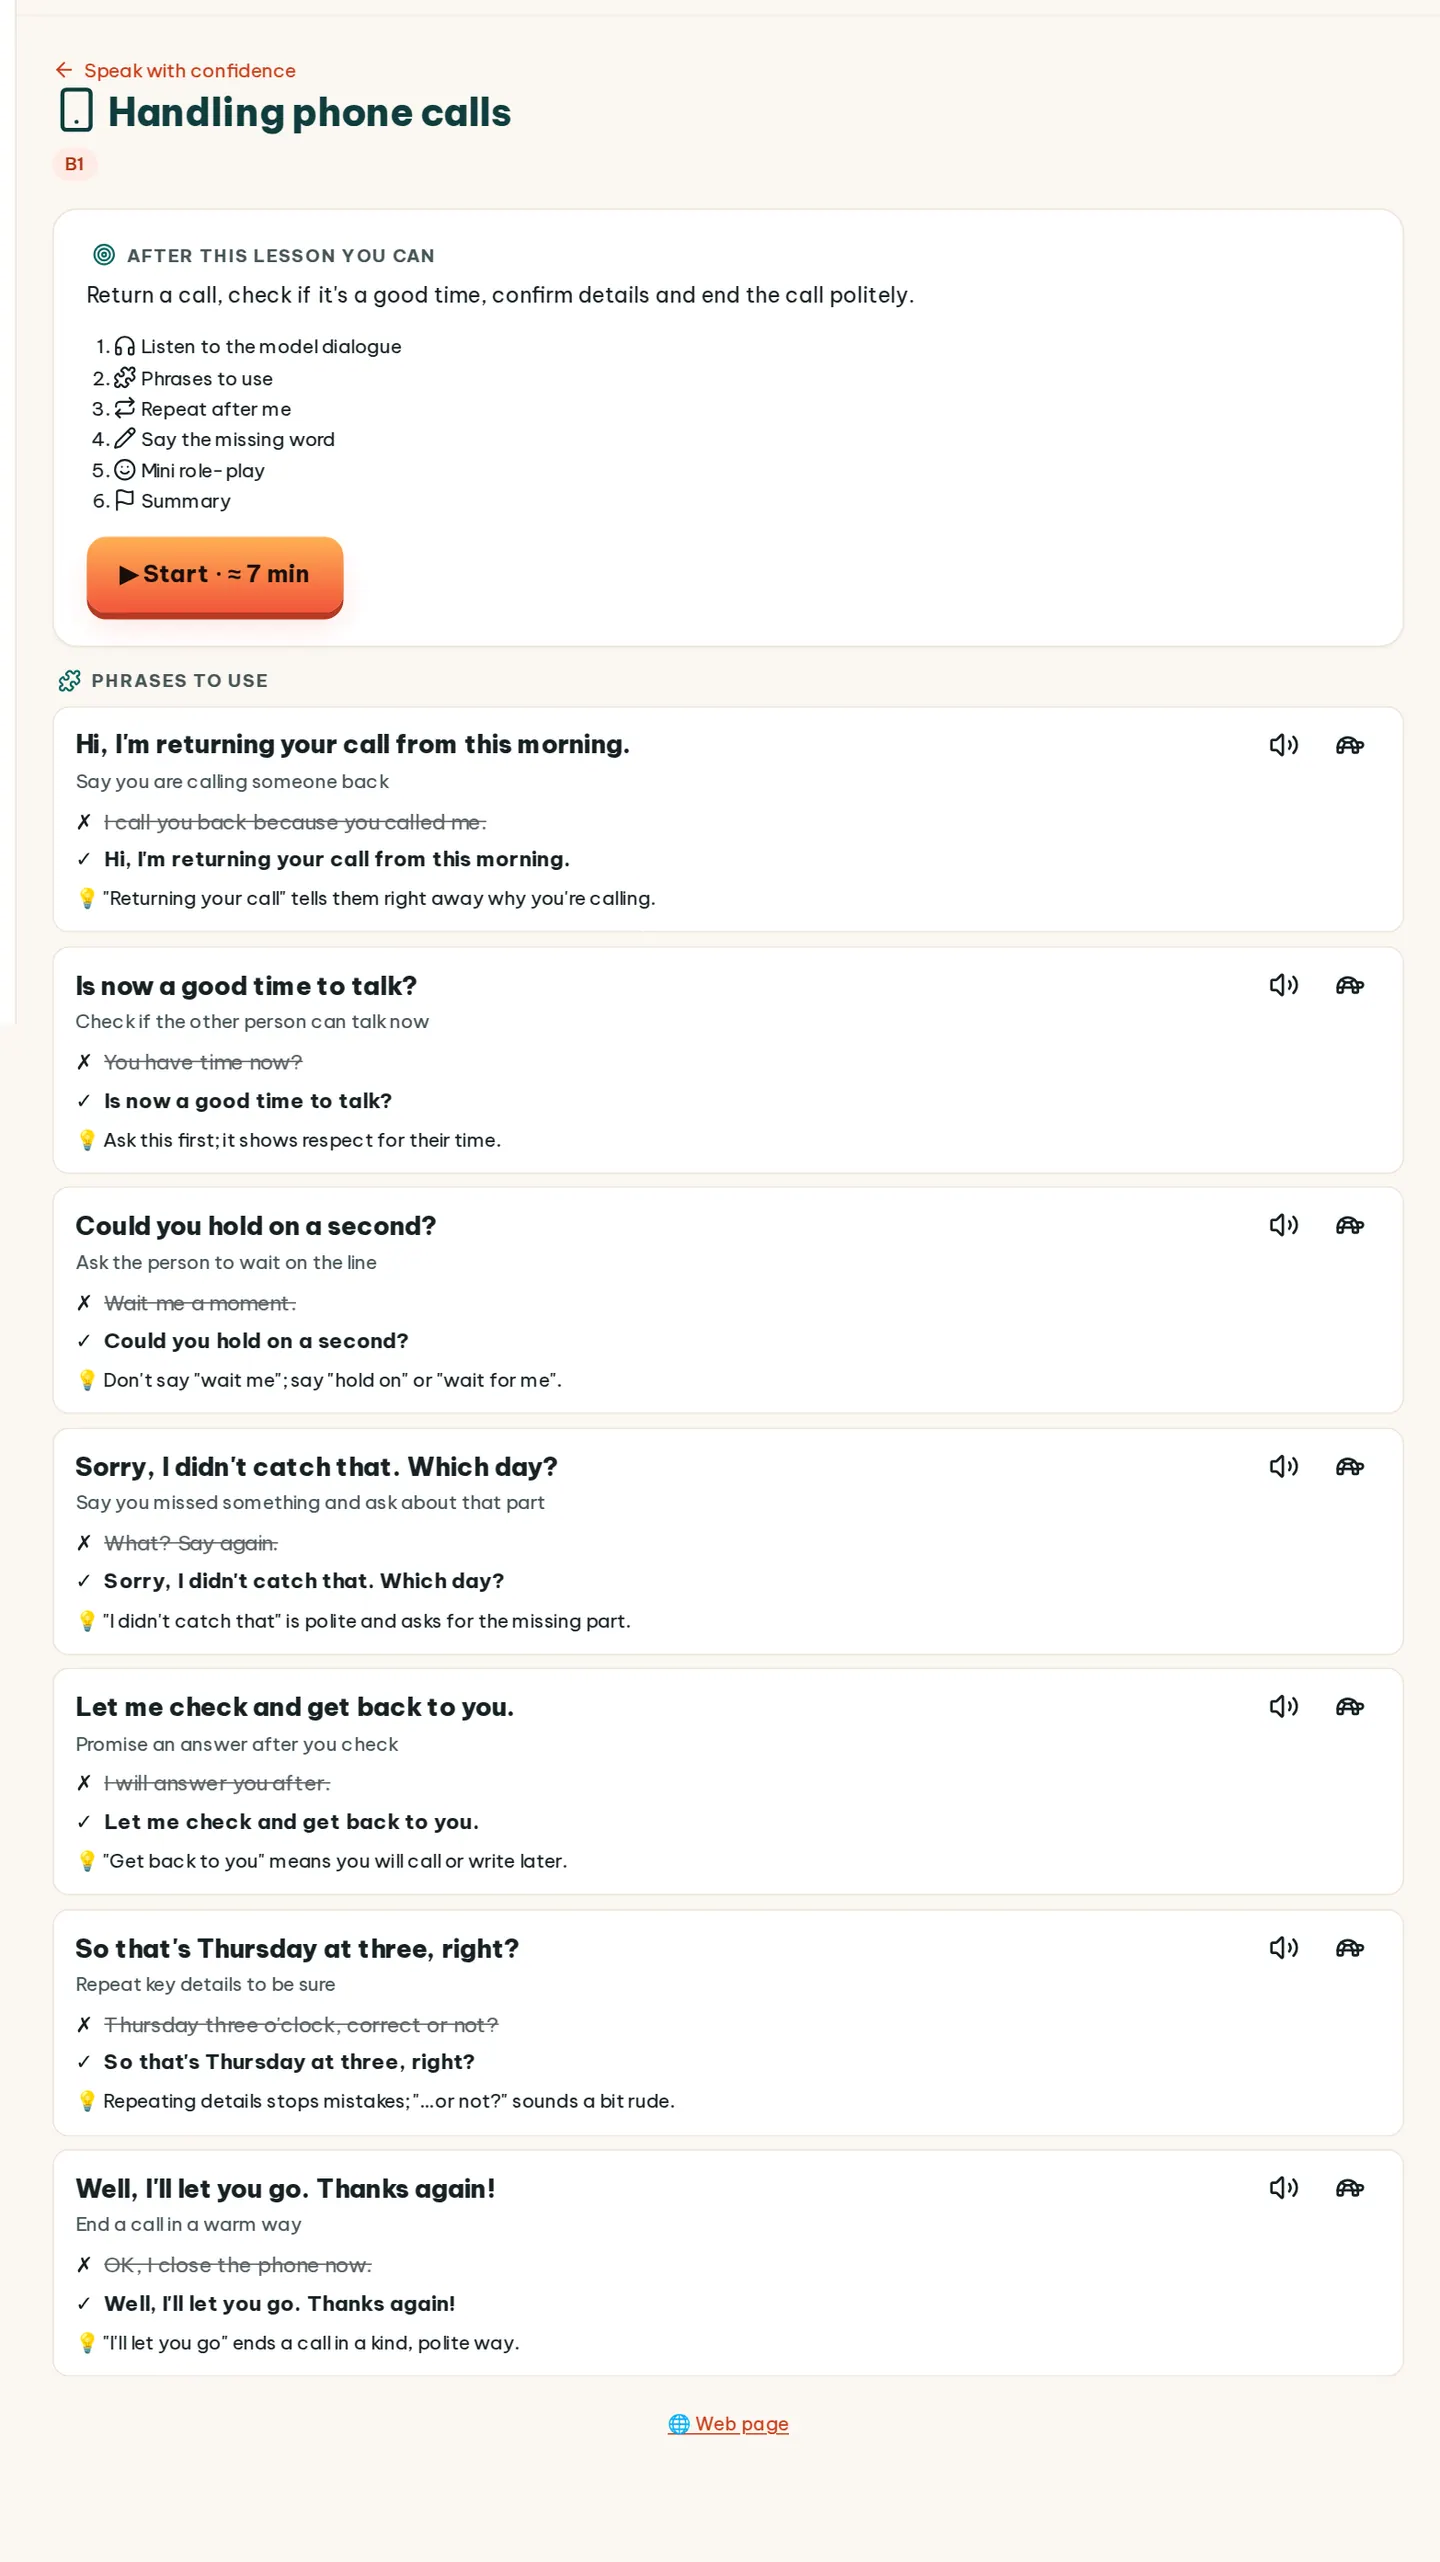 ← Speak with confidence
Handling phone calls
B1
AFTER THIS LESSON YOU CAN
Return a call, check if it's a good time, confirm details and end the call politely.
1. Listen to the model dialogue
2. Phrases to use
3. Repeat after me
4. Say the missing word
5. Mini role-play
6. Summary
▶ Start · ≈ 7 min
PHRASES TO USE
Hi, I'm returning your call from this morning.
Say you are calling someone back
✗ I call you back because you called me.
✓ Hi, I'm returning your call from this morning.
💡 "Returning your call" tells them right away why you're calling.
Is now a good time to talk?
Check if the other person can talk now
✗ You have time now?
✓ Is now a good time to talk?
💡 Ask this first; it shows respect for their time.
Could you hold on a second?
Ask the person to wait on the line
✗ Wait me a moment.
✓ Could you hold on a second?
💡 Don't say "wait me"; say "hold on" or "wait for me".
Sorry, I didn't catch that. Which day?
Say you missed something and ask about that part
✗ What? Say again.
✓ Sorry, I didn't catch that. Which day?
💡 "I didn't catch that" is polite and asks for the missing part.
Let me check and get back to you.
Promise an answer after you check
✗ I will answer you after.
✓ Let me check and get back to you.
💡 "Get back to you" means you will call or write later.
So that's Thursday at three, right?
Repeat key details to be sure
✗ Thursday three o'clock, correct or not?
✓ So that's Thursday at three, right?
💡 Repeating details stops mistakes; "...or not?" sounds a bit rude.
Well, I'll let you go. Thanks again!
End a call in a warm way
✗ OK, I close the phone now.
✓ Well, I'll let you go. Thanks again!
💡 "I'll let you go" ends a call in a kind, polite way.
🌐 Web page